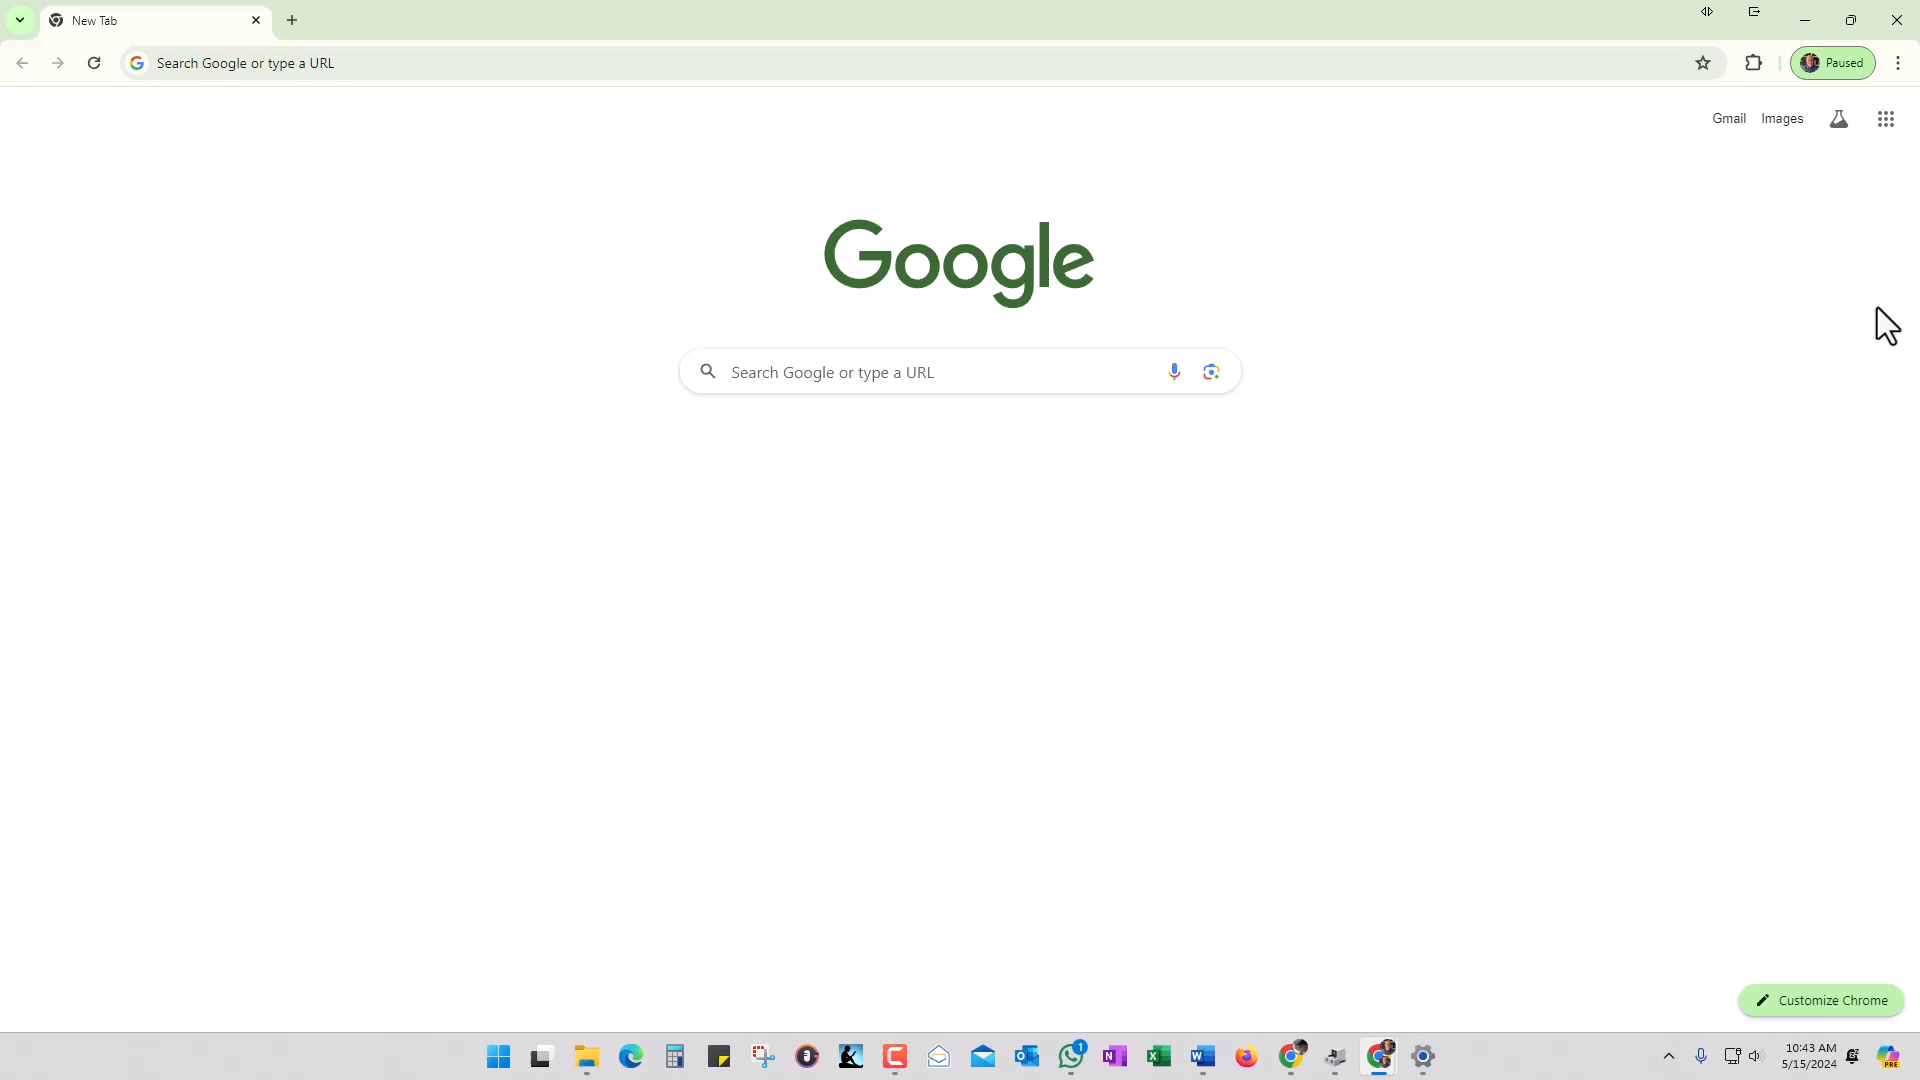 New Tab
Search Google or type a URL
Paused
Gmail Images
Google
Search Google or type a URL
Customize Chrome
1
10:43 AM
5/15/2024
PRE